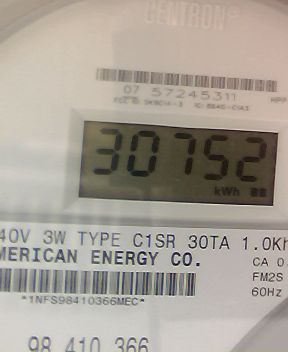 CENTRON®
07 57245311
30752
kWh
40V 3W TYPE C1SR 30TA 1.0Kh
MERICAN ENERGY CO.
CA 0.
FM2S
*1NFS98410366MEC*
60Hz
98 410 366